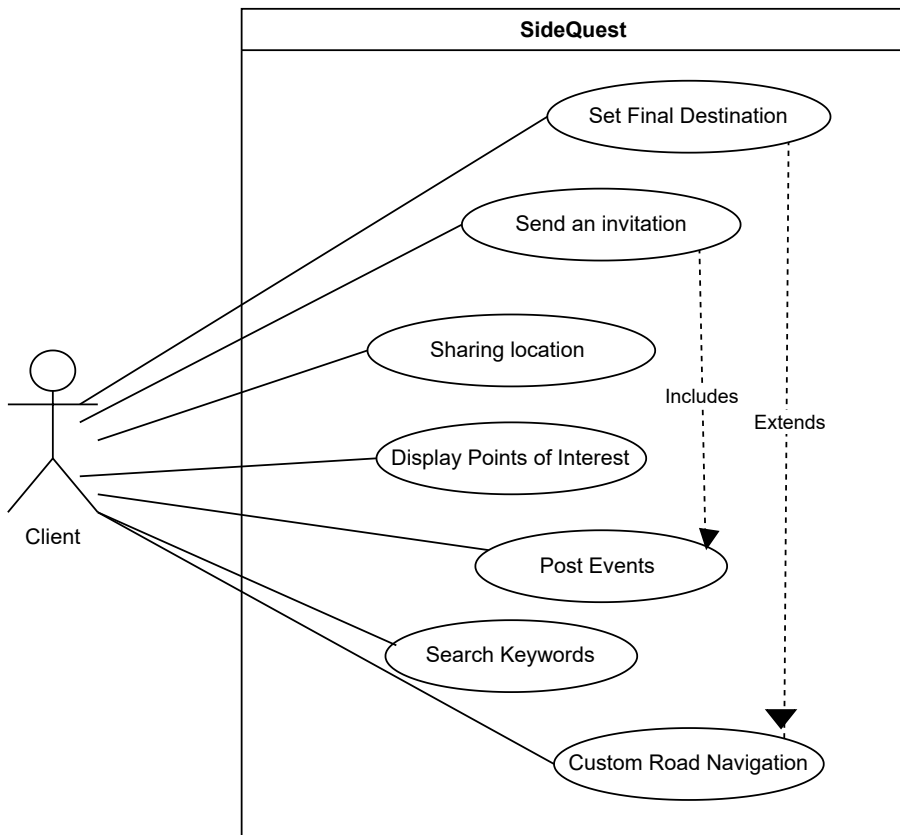 SideQuest
Set Final Destination
Send an invitation
Sharing location
Includes
Extends
Display Points of Interest
Client
Post Events
Search Keywords
Custom Road Navigation